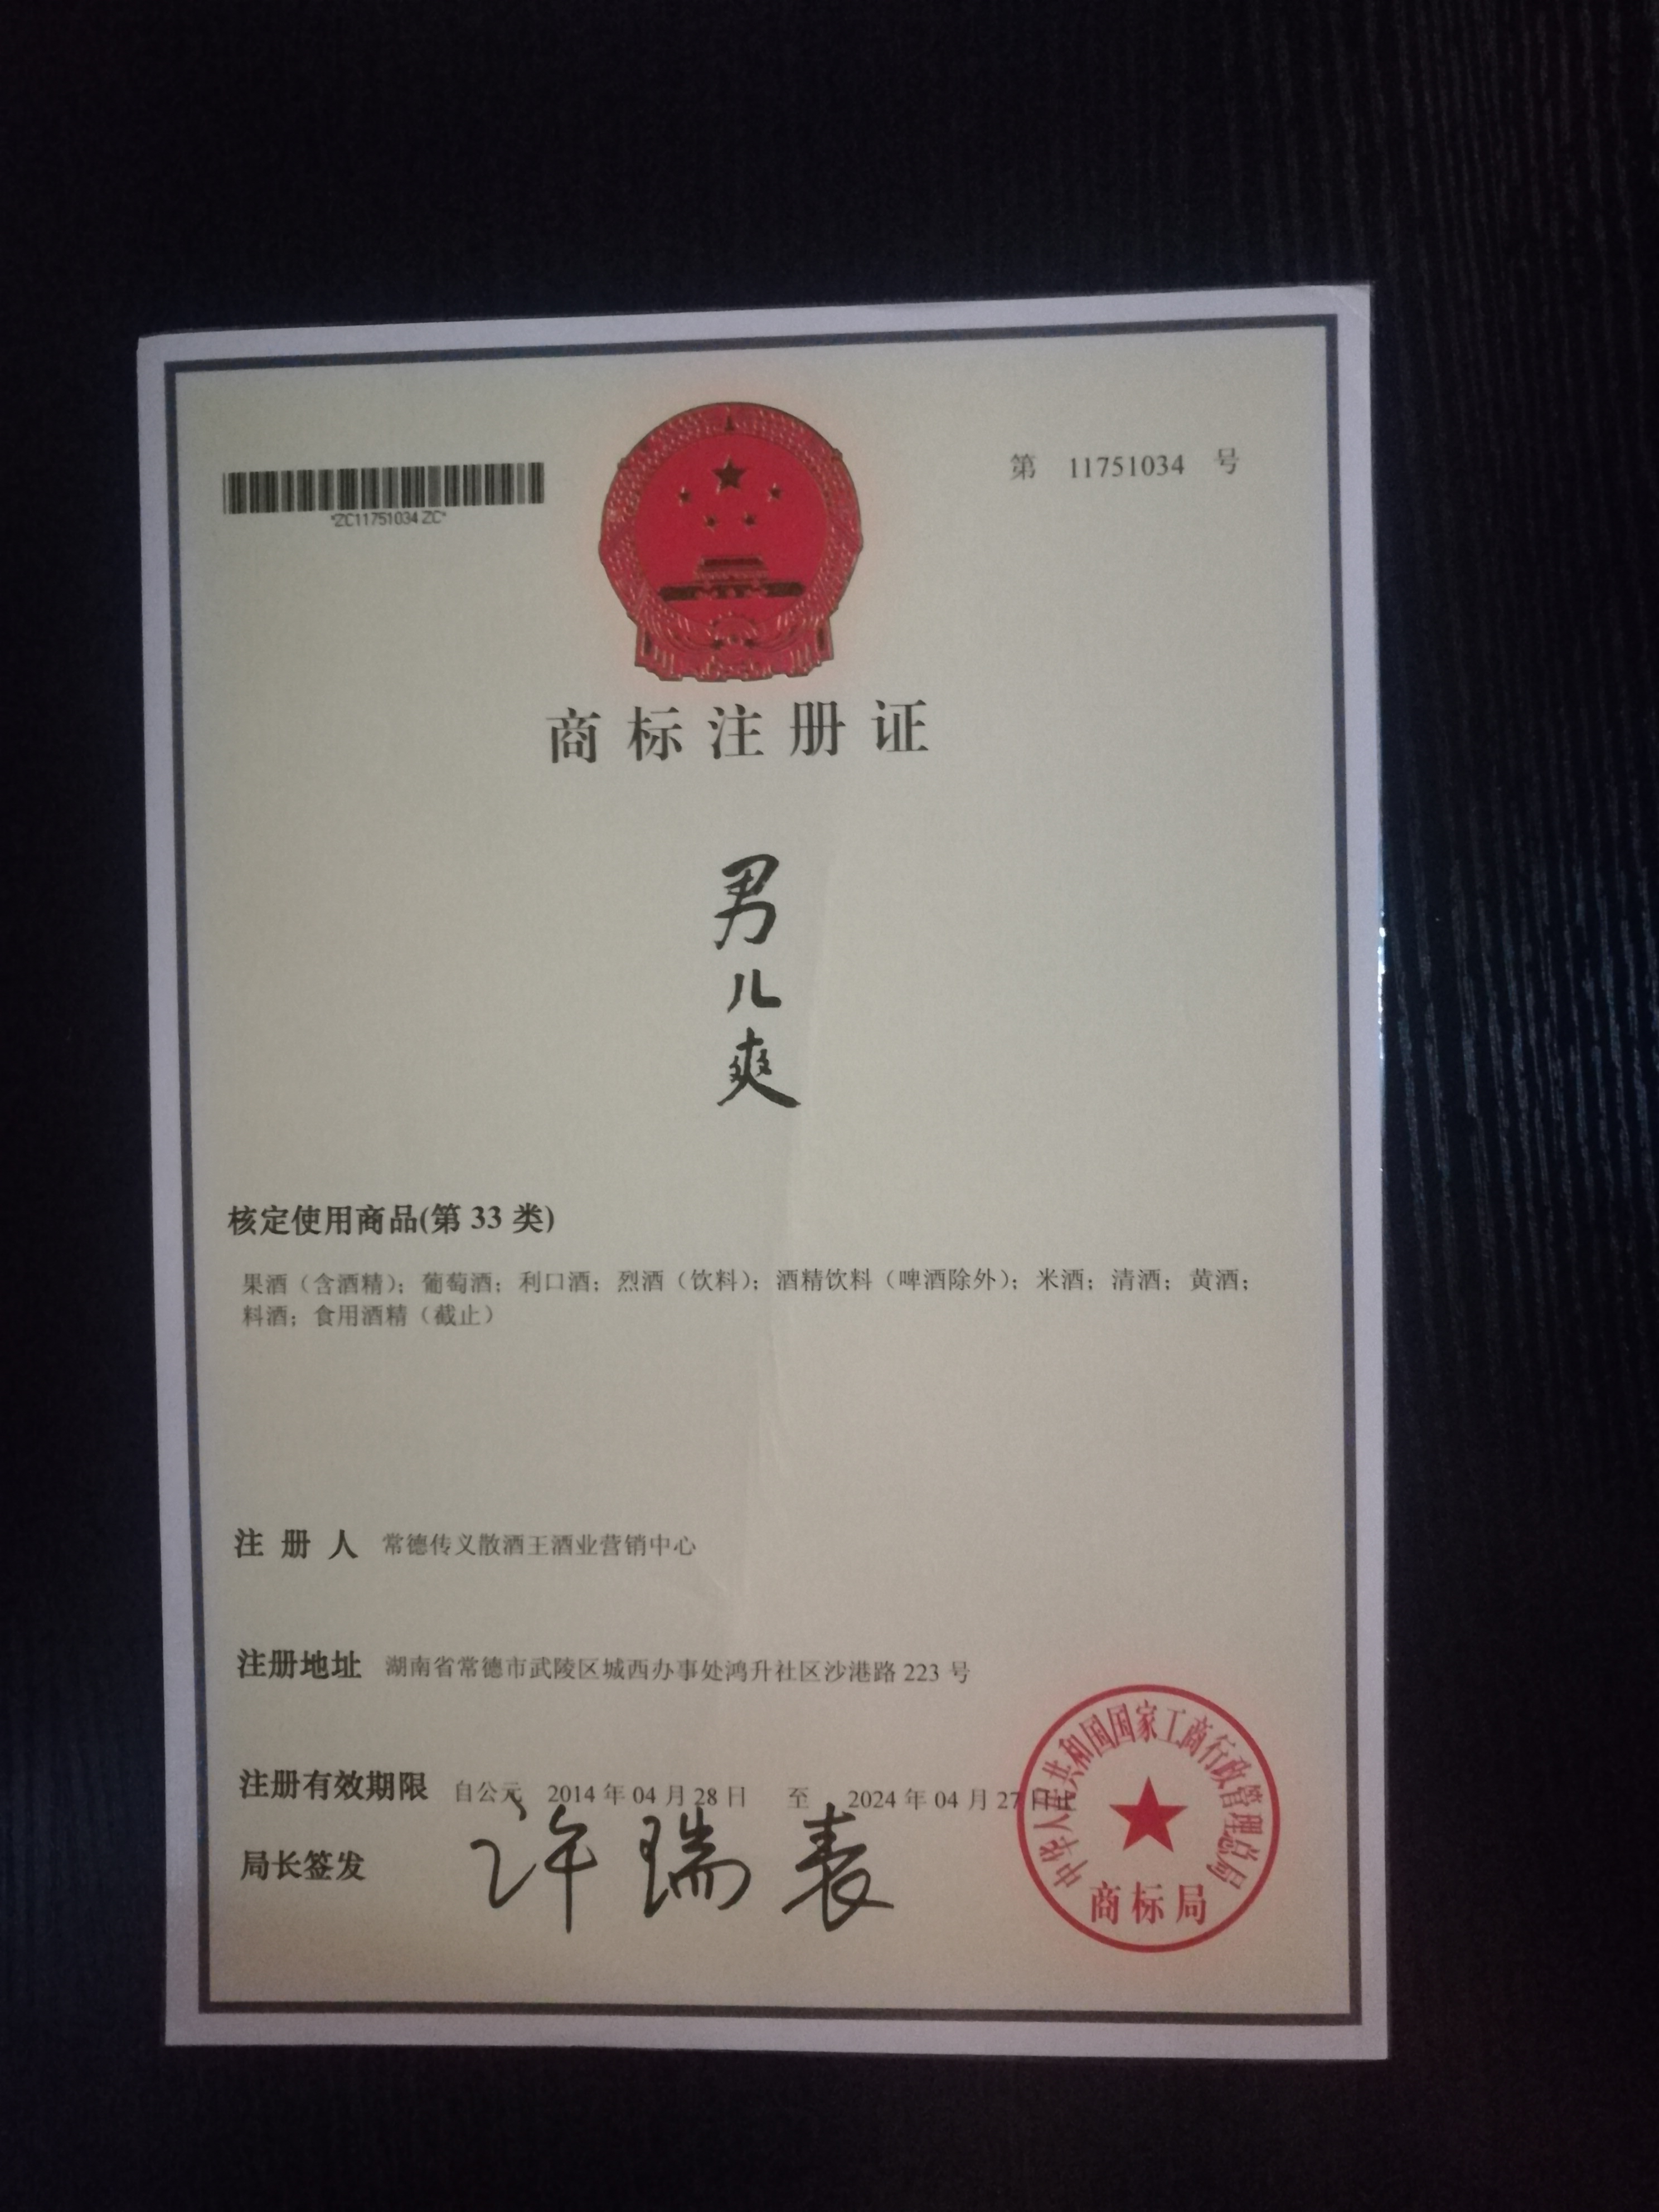 第 11751034 号
*ZC11751034ZC*
商标注册证
男
儿
爽
核定使用商品(第 33 类)
果酒（含酒精）；葡萄酒；利口酒；烈酒（饮料）；酒精饮料（啤酒除外）；米酒；清酒；黄酒；
料酒；食用酒精（截止）
注册人 常德传义散酒王酒业营销中心
注册地址 湖南省常德市武陵区城西办事处鸿升社区沙港路 223 号
注册有效期限 自公元 2014 年 04 月 28 日 至 2024 年 04 月 27 日止
局长签发 许瑞表
中华人民共和国国家工商行政管理总局
商标局